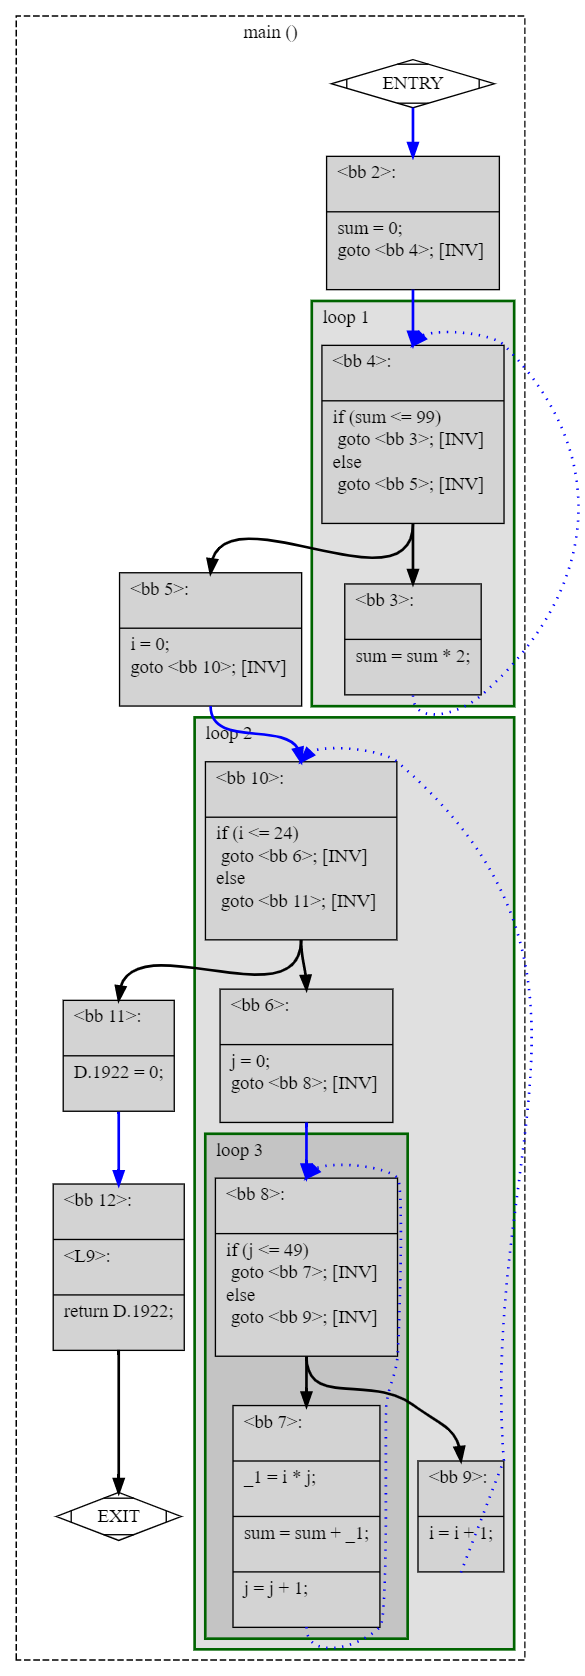 main ()
ENTRY
<bb 2>:
sum = 0;
goto <bb 4>; [INV]
loop 1
<bb 4>:
if (sum <= 99)
goto <bb 3>; [INV]
else
goto <bb 5>; [INV]
<bb 5>:
i = 0;
goto <bb 10>; [INV]
<bb 3>:
sum = sum * 2;
loop 2
<bb 10>:
if (i <= 24)
goto <bb 6>; [INV]
else
goto <bb 11>; [INV]
<bb 11>:
D.1922 = 0;
<bb 6>:
j = 0;
goto <bb 8>; [INV]
loop 3
<bb 8>:
if (j <= 49)
goto <bb 7>; [INV]
else
goto <bb 9>; [INV]
<bb 12>:
<L9>:
return D.1922;
<bb 7>:
_1 = i * j;
sum = sum + _1;
j = j + 1;
<bb 9>:
i = i + 1;
EXIT